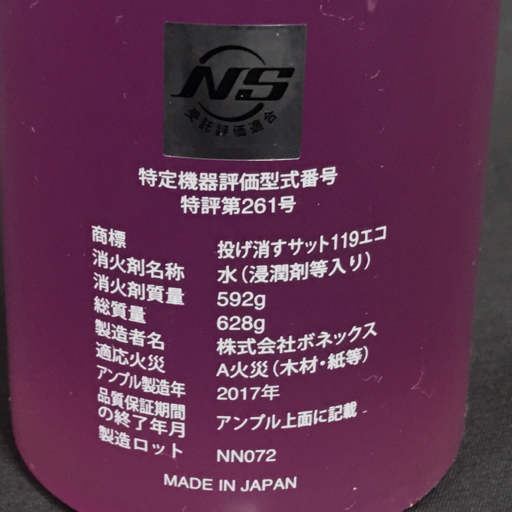 NS
受託評価適合
特定機器評価型式番号
特評第261号
商標 投げ消すサット119エコ
消火剤名称 水(浸潤剤等入り)
消火剤質量 592g
総質量 628g
製造者名 株式会社ボネックス
適応火災 A火災(木材・紙等)
アンプル製造年 2017年
品質保証期間
の終了年月 アンプル上面に記載
製造ロット NN072
MADE IN JAPAN